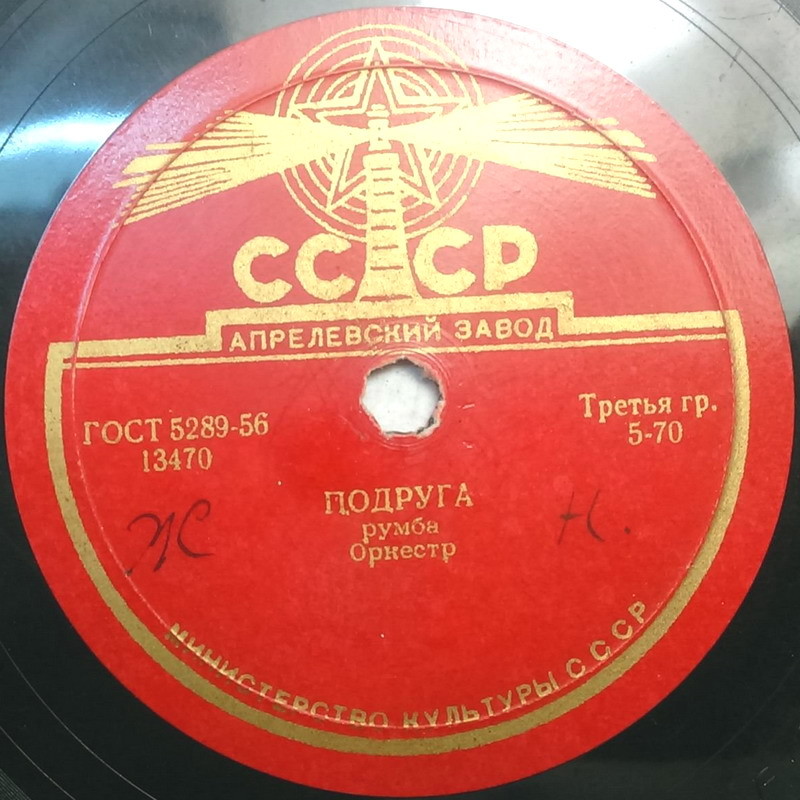 СССР
АПРЕЛЕВСКИЙ ЗАВОД
ГОСТ 5289-56
13470
Третья гр.
5-70
ПОДРУГА
румба
Оркестр
Ж
Н.
МИНИСТЕРСТВО КУЛЬТУРЫ СССР